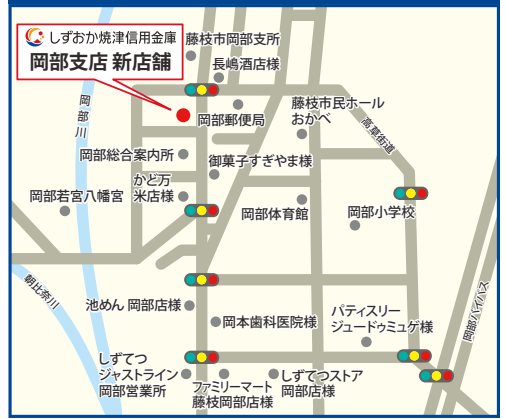 しずおか焼津信用金庫
岡部支店 新店舗
藤枝市岡部支所
長嶋酒店様
岡部川
岡部郵便局
藤枝市民ホール
おかべ
高草街道
岡部総合案内所
御菓子すぎやま様
かど万
米店様
岡部若宮八幡宮
岡部体育館
岡部小学校
朝比奈川
岡部バイパス
池めん 岡部店様
岡本歯科医院様
パティスリー
ジュードゥミュゲ様
しずてつ
ジャストライン
岡部営業所
ファミリーマート
藤枝岡部店様
しずてつストア
岡部店様